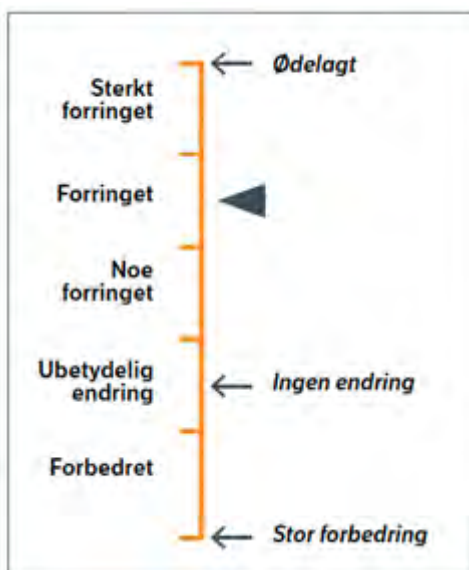 Ødelagt
Sterkt
forringet
Forringet
Noe
forringet
Ubetydelig
endring
Ingen endring
Forbedret
Stor forbedring